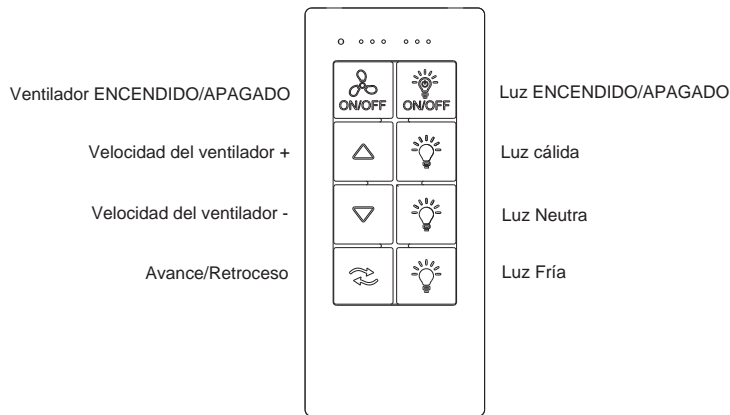 Ventilador ENCENDIDO/APAGADO
ON/OFF
ON/OFF
Luz ENCENDIDO/APAGADO
Velocidad del ventilador +
Luz cálida
Velocidad del ventilador -
Luz Neutra
Avance/Retroceso
Luz Fría